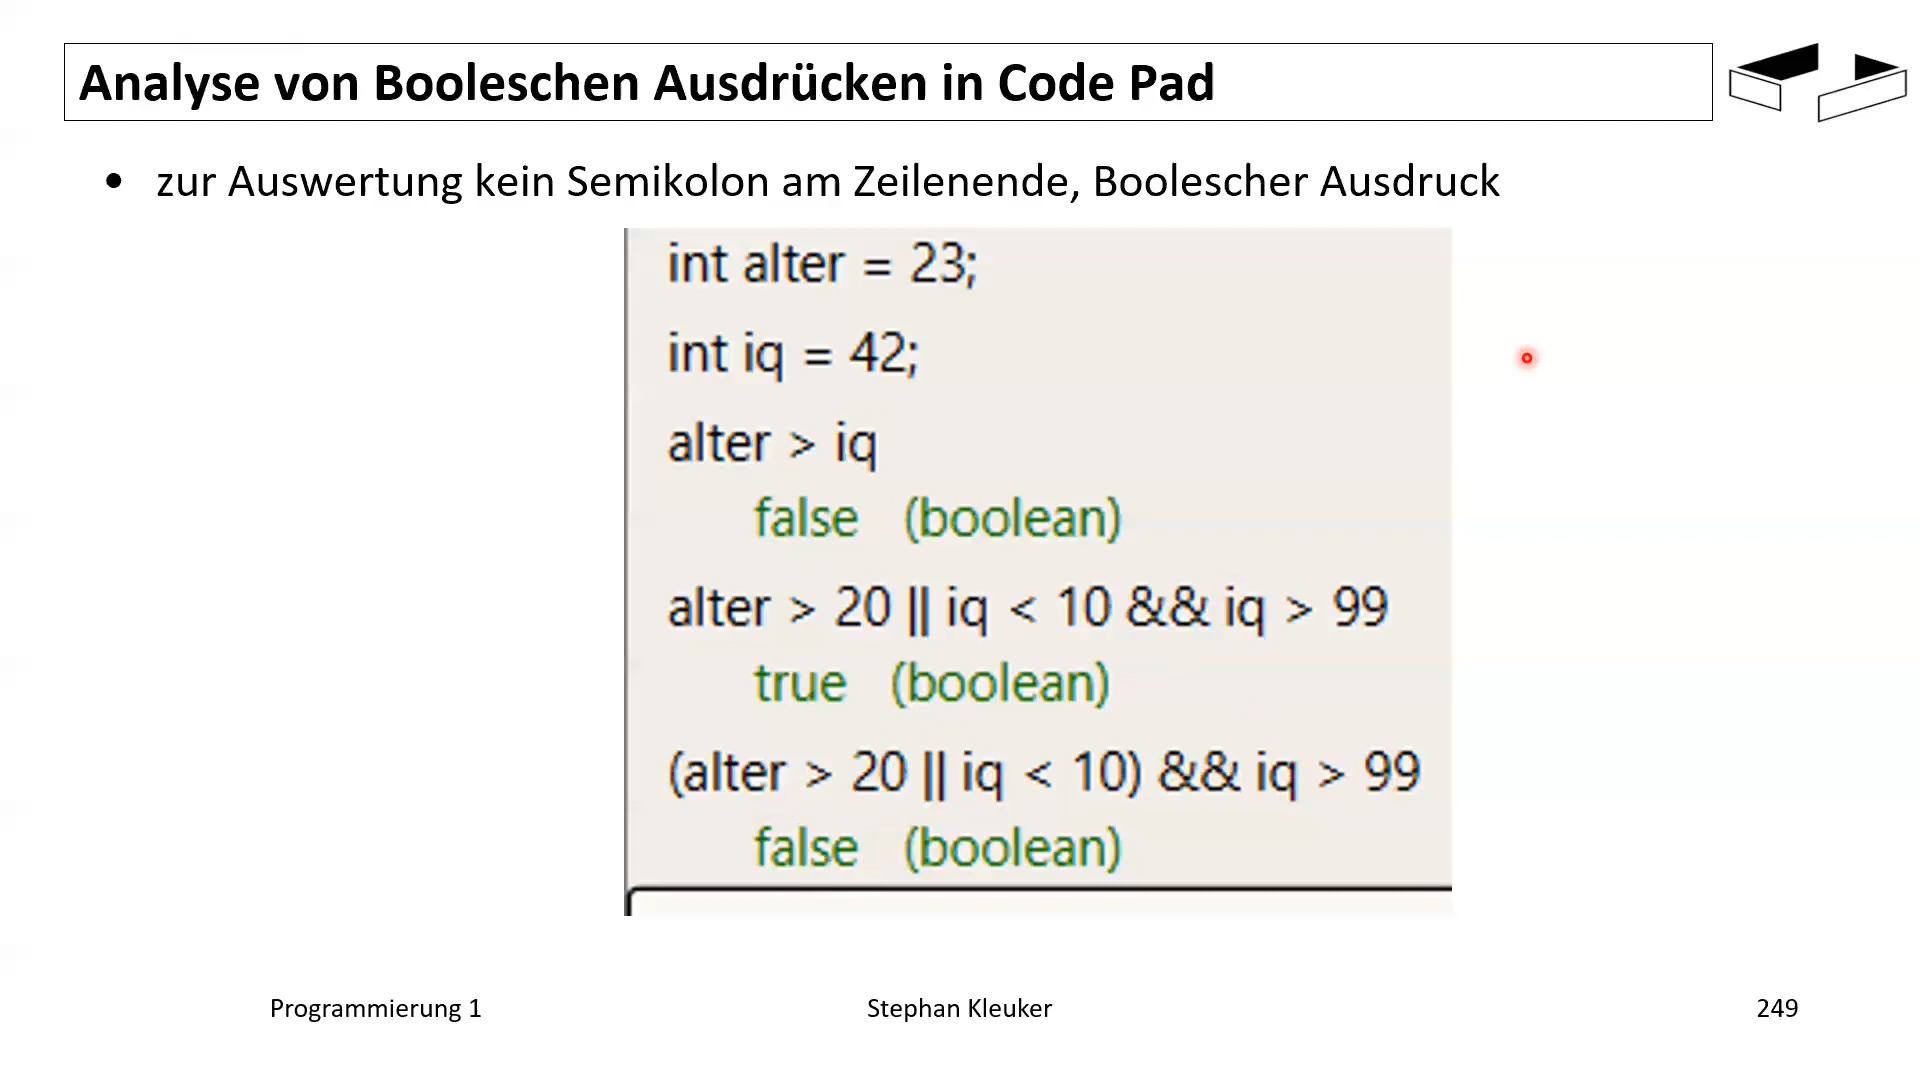 Analyse von Booleschen Ausdrücken in Code Pad
• zur Auswertung kein Semikolon am Zeilenende, Boolescher Ausdruck
int alter = 23;
int iq = 42;
alter > iq
false (boolean)
alter > 20 || iq < 10 && iq > 99
true (boolean)
(alter > 20 || iq < 10) && iq > 99
false (boolean)
Programmierung 1
Stephan Kleuker
249